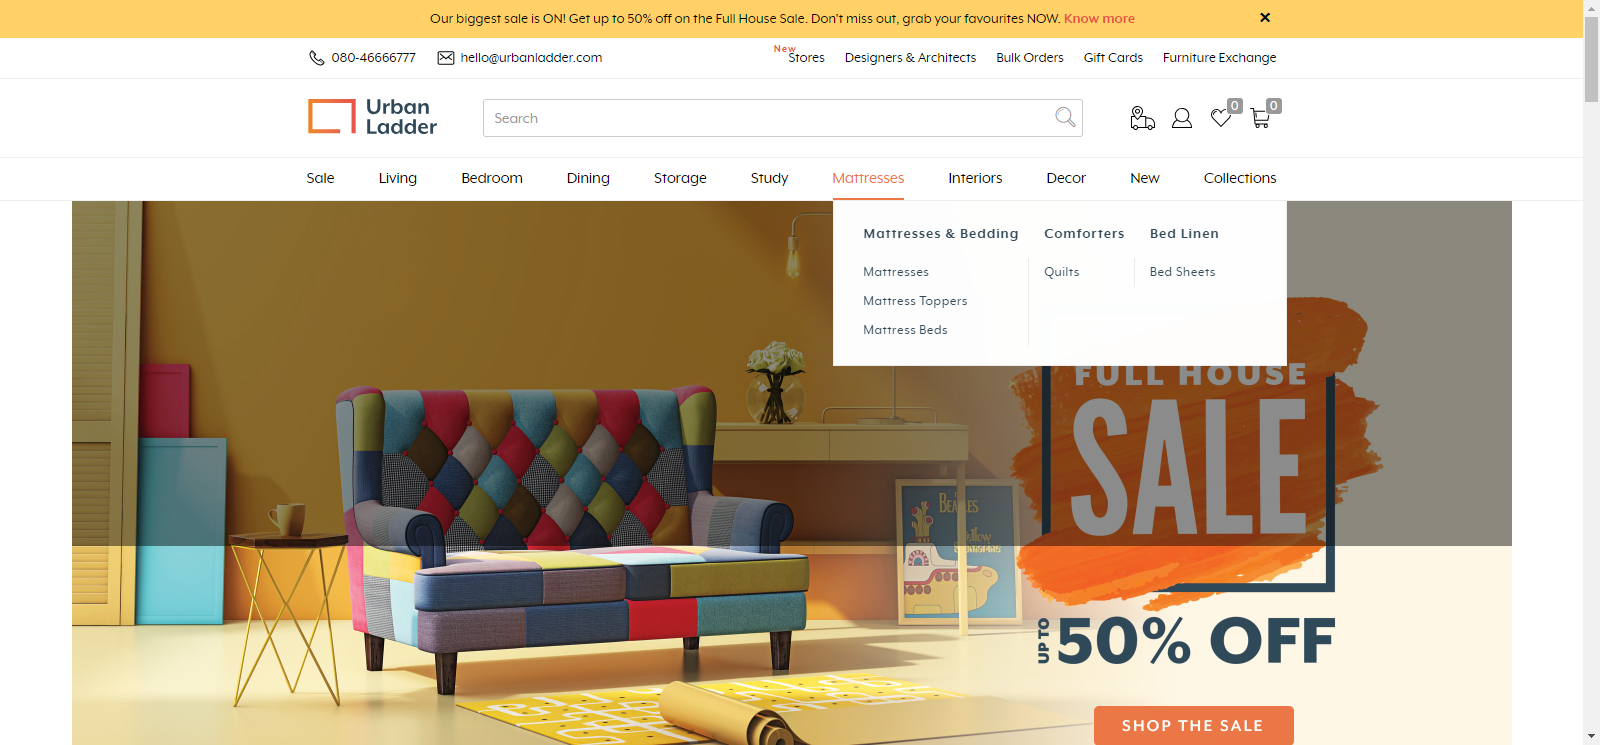 Our biggest sale is ON! Get up to 50% off on the Full House Sale. Don't miss out, grab your favourites NOW. Know more
080-46666777 hello@urbanladder.com New Stores Designers & Architects Bulk Orders Gift Cards Furniture Exchange
Urban
Ladder
Search
0 0
Sale Living Bedroom Dining Storage Study Mattresses Interiors Decor New Collections
Mattresses & Bedding Comforters Bed Linen
Mattresses Quilts Bed Sheets
Mattress Toppers
Mattress Beds
FULL HOUSE
SALE
BEATLES
Yellow
Submarine
UP TO 50% OFF
SHOP THE SALE